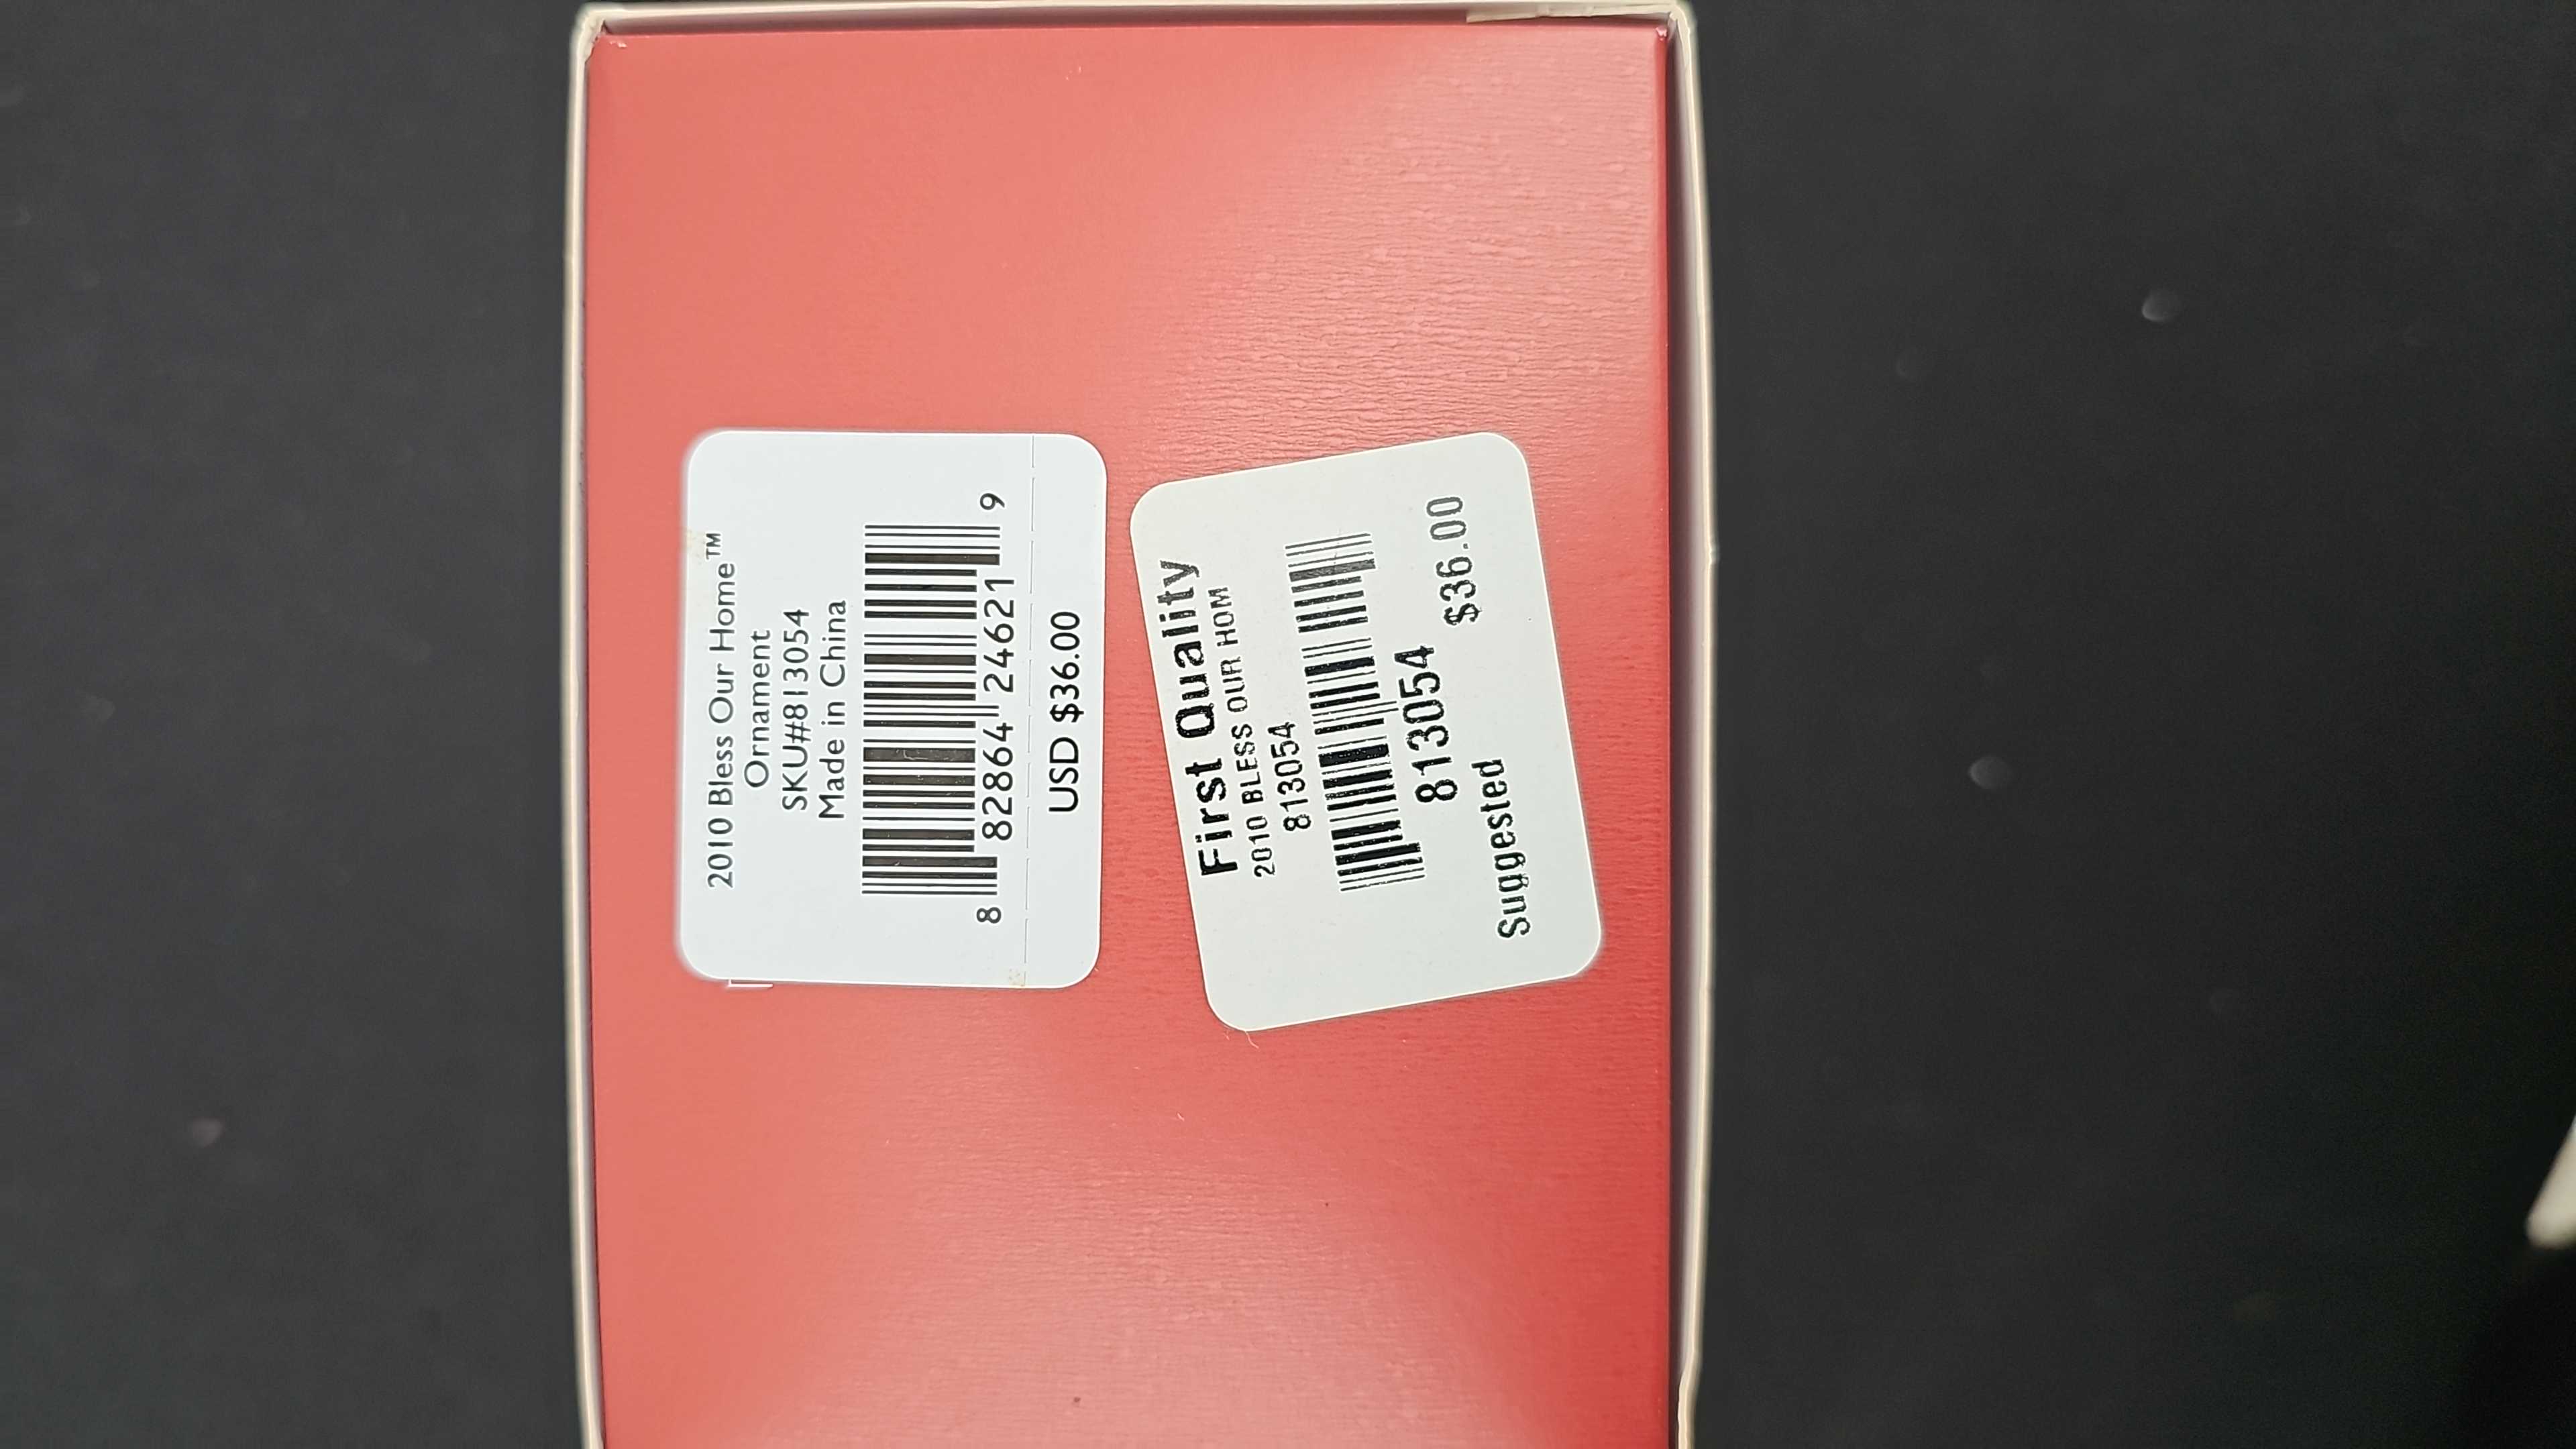 2010 Bless Our Home™
Ornament
SKU#813054
Made in China
8 82864 24621 9
USD $36.00
First Quality
2010 BLESS OUR HOM
813054
813054
Suggested $36.00